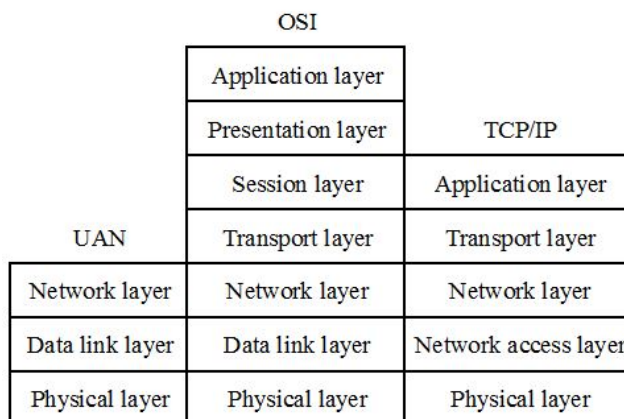 OSI
Application layer
Presentation layer TCP/IP
Session layer Application layer
UAN Transport layer Transport layer
Network layer Network layer Network layer
Data link layer Data link layer Network access layer
Physical layer Physical layer Physical layer